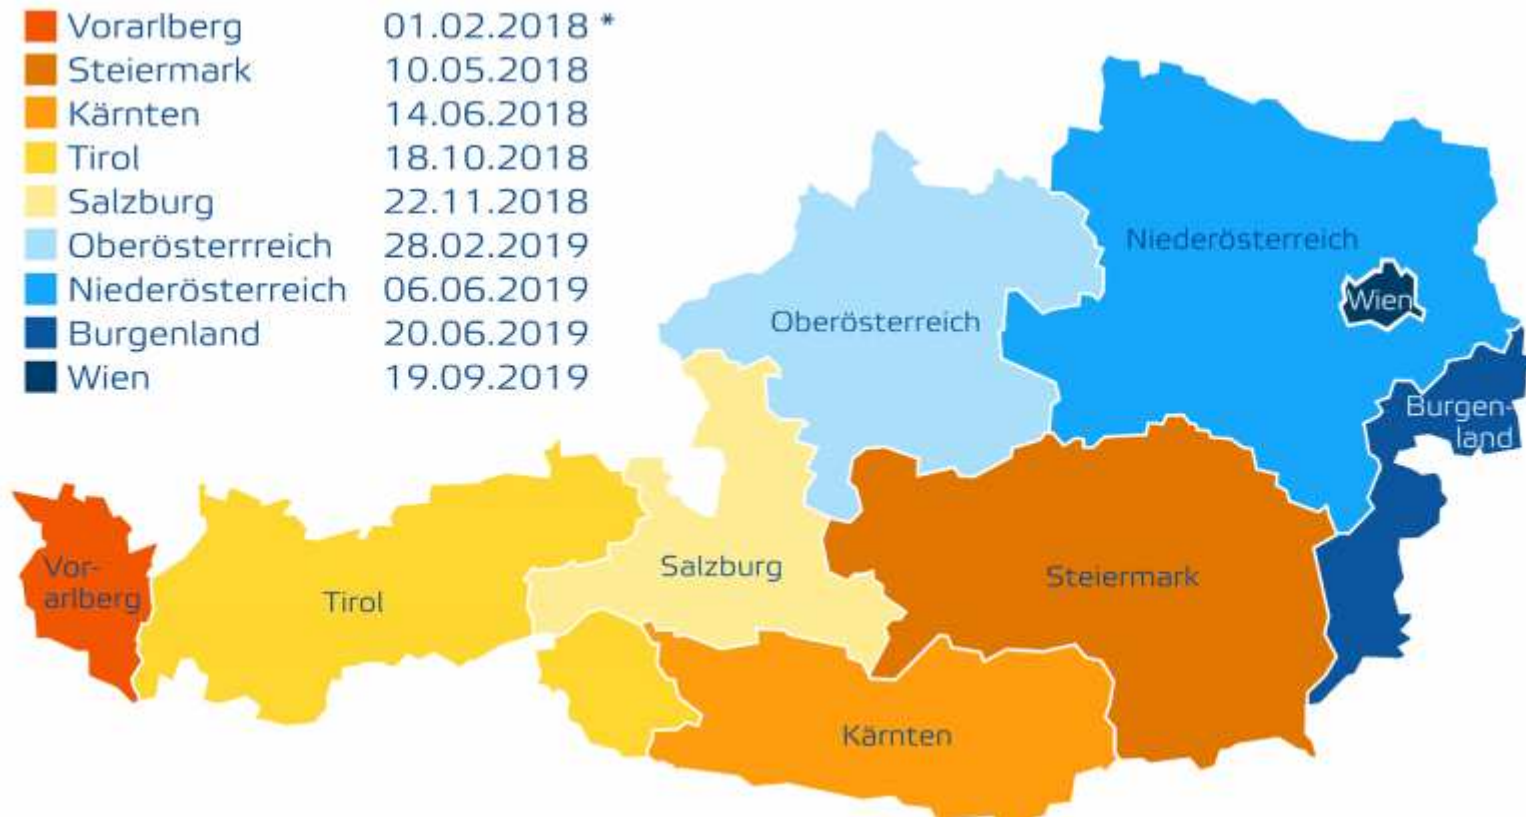 Vorarlberg 01.02.2018 *
Steiermark 10.05.2018
Kärnten 14.06.2018
Tirol 18.10.2018
Salzburg 22.11.2018
Oberösterrreich 28.02.2019
Niederösterreich 06.06.2019
Burgenland 20.06.2019
Wien 19.09.2019
Niederösterreich
Wien
Oberösterreich
Burgen-
land
Vor-
arlberg
Tirol
Salzburg
Steiermark
Kärnten